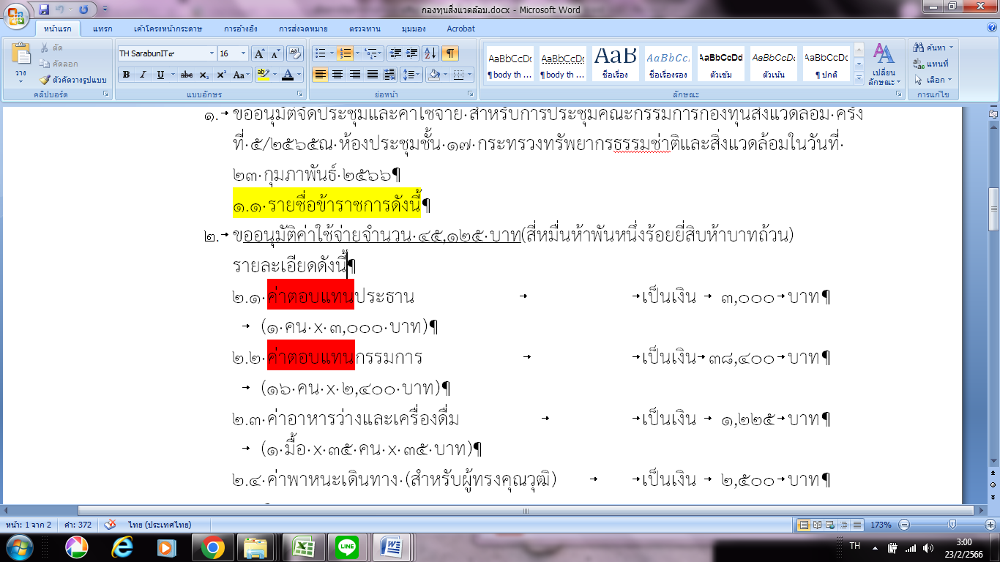 กองทุนสิ่งแวดล้อม.docx - Microsoft Word
หน้าแรก แทรก เค้าโครงหน้ากระดาษ การอ้างอิง การส่งจดหมาย ตรวจทาน มุมมอง Acrobat
วาง
ตัด
คัดลอก
ตัวคัดวางรูปแบบ
คลิปบอร์ด
TH SarabunIT๙ 16
แบบอักษร
ย่อหน้า
AaBbCcDc AaBbCcDc AaB AaBbCc. AaBbCcDd AaBbCcDc AaBbCcDc
¶ body th ... ¶ body th ... ชื่อเรื่อง ชื่อเรื่องรอง ตัวเข้ม ตัวเน้น ¶ ปกติ
เปลี่ยนลักษณะ
ลักษณะ
ค้นหา
แทนที่
เลือก
การแก้ไข
๑. ขออนุมัติจัดประชุมและค่าใช้จ่าย สำหรับการประชุมคณะกรรมการกองทุนสิ่งแวดล้อม ครั้ง
ที่ ๕/๒๕๖๕ณ ห้องประชุมชั้น ๑๗ กระทรวงทรัพยากรธรรมช่าติและสิ่งแวดล้อมในวันที่
๒๓ กุมภาพันธ์ ๒๕๖๖¶
๑.๑ รายชื่อข้าราชการดังนี้¶
๒. ขออนุมัติค่าใช้จ่ายจำนวน ๔๕,๑๒๕ บาท(สี่หมื่นห้าพันหนึ่งร้อยยี่สิบห้าบาทถ้วน)
รายละเอียดดังนี้¶
๒.๑ ค่าตอบแทนประธาน เป็นเงิน ๓,๐๐๐ บาท¶
(๑ คน x ๓,๐๐๐ บาท)¶
๒.๒ ค่าตอบแทนกรรมการ เป็นเงิน ๓๘,๔๐๐ บาท¶
(๑๖ คน x ๒,๔๐๐ บาท)¶
๒.๓ ค่าอาหารว่างและเครื่องดื่ม เป็นเงิน ๑,๒๒๕ บาท¶
(๑ มื้อ x ๓๕ คน x ๓๕ บาท)¶
๒.๔ ค่าพาหนะเดินทาง (สำหรับผู้ทรงคุณวุฒิ) เป็นเงิน ๒,๕๐๐ บาท¶
หน้า: 1 จาก 2 คำ: 372 ไทย (ประเทศไทย) 173%
TH 3:00
23/2/2566